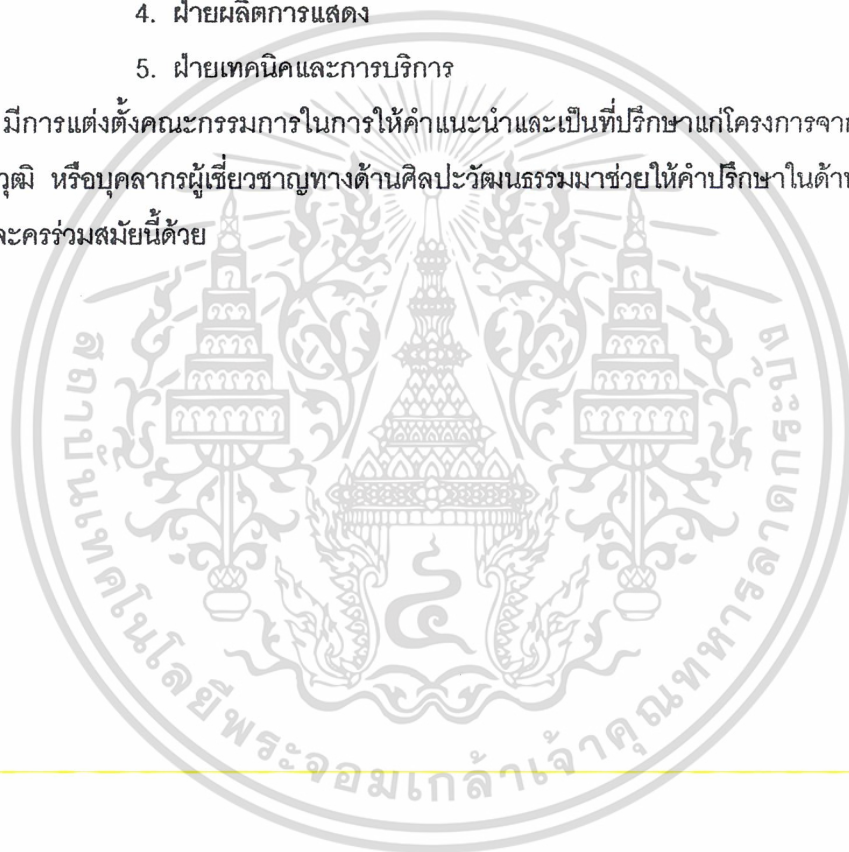 4. ฝ่ายผลิตการแสดง
5. ฝ่ายเทคนิคและการบริการ
มีการแต่งตั้งคณะกรรมการในการให้คำแนะนำและเป็นที่ปรึกษาแก่โครงการจาก
วุฒิ หรือบุคลากรผู้เชี่ยวชาญทางด้านศิลปะวัฒนธรรมมาช่วยให้คำปรึกษาในด้าน
ละครร่วมสมัยนี้ด้วย
สถาบันเทคโนโลยีพระจอมเกล้าเจ้าคุณทหารลาดกระบัง